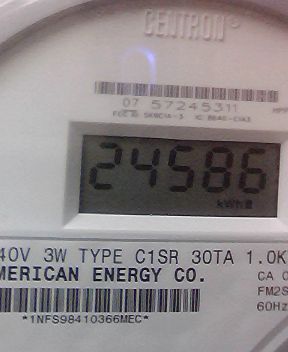 CENTRON®
07 57245311
24586
kWh
40V 3W TYPE C1SR 30TA 1.0K
MERICAN ENERGY CO.
CA 0
FM2S
60Hz
*1NFS98410366MEC*